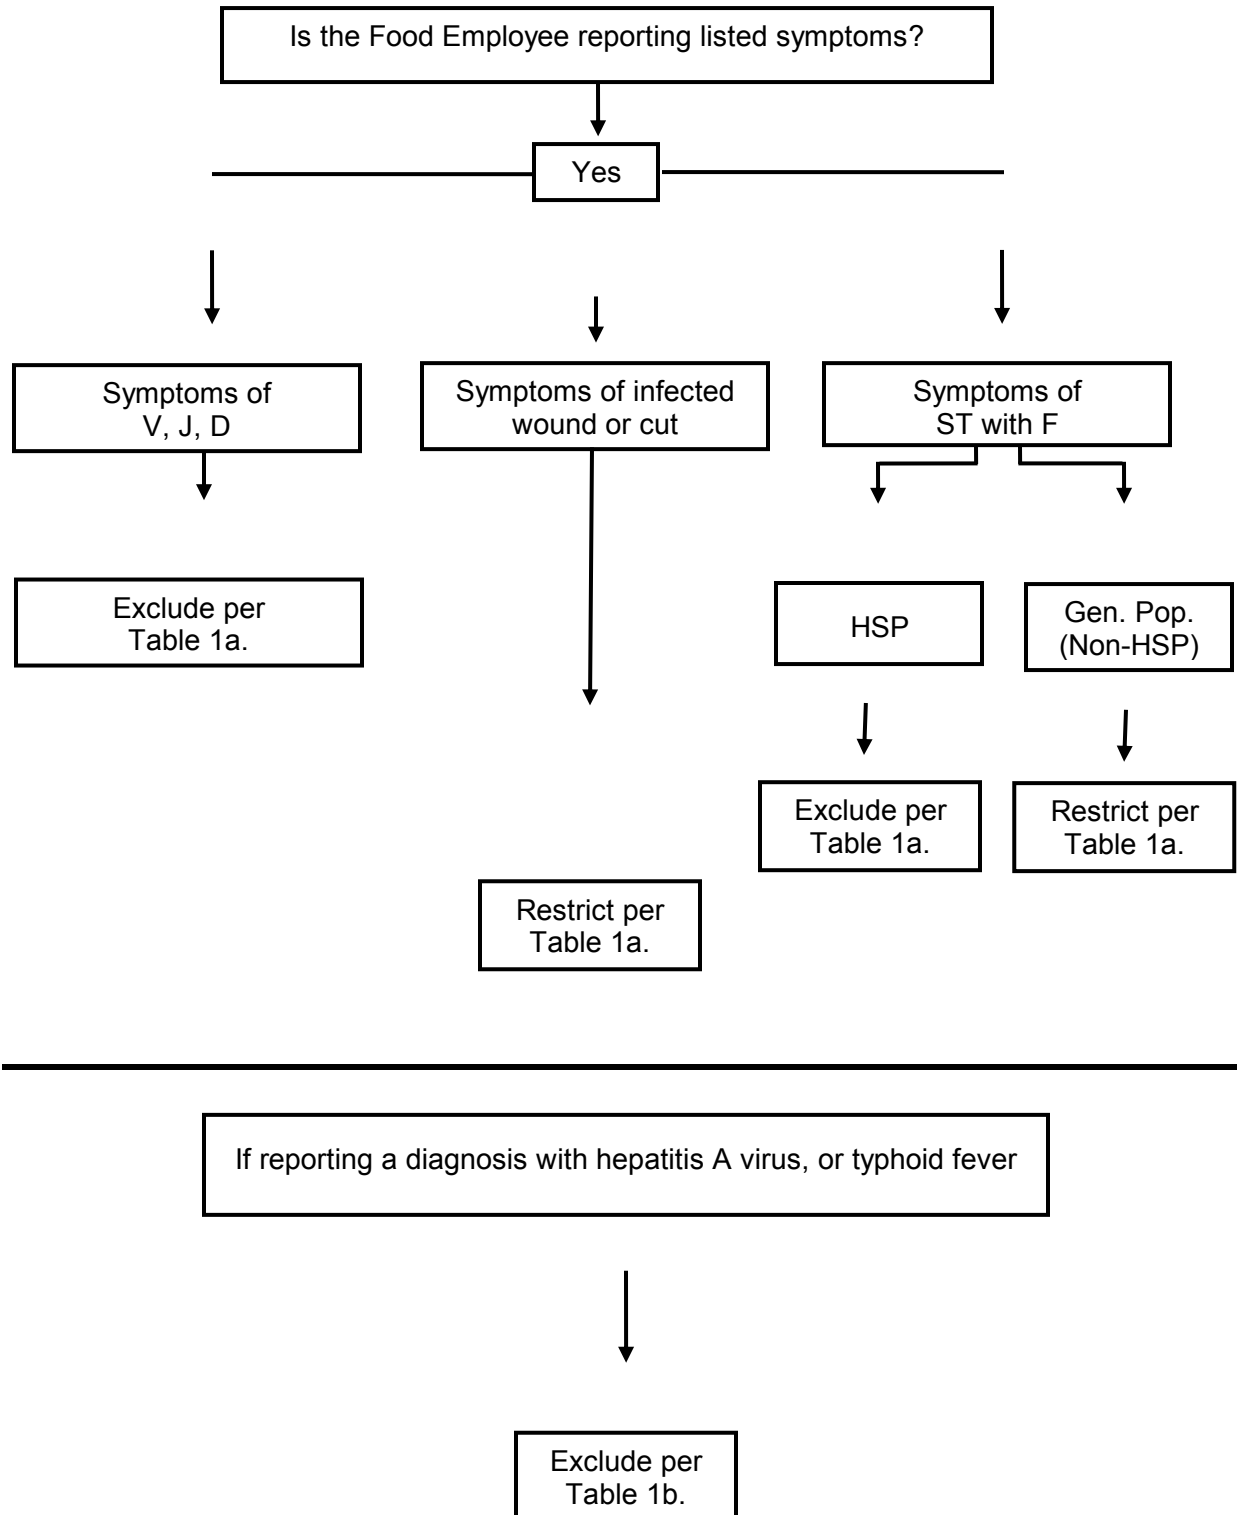 Is the Food Employee reporting listed symptoms?
Yes
Symptoms of
V, J, D
Symptoms of infected
wound or cut
Symptoms of
ST with F
Exclude per
Table 1a.
HSP
Gen. Pop.
(Non-HSP)
Exclude per
Table 1a.
Restrict per
Table 1a.
Restrict per
Table 1a.
If reporting a diagnosis with hepatitis A virus, or typhoid fever
Exclude per
Table 1b.